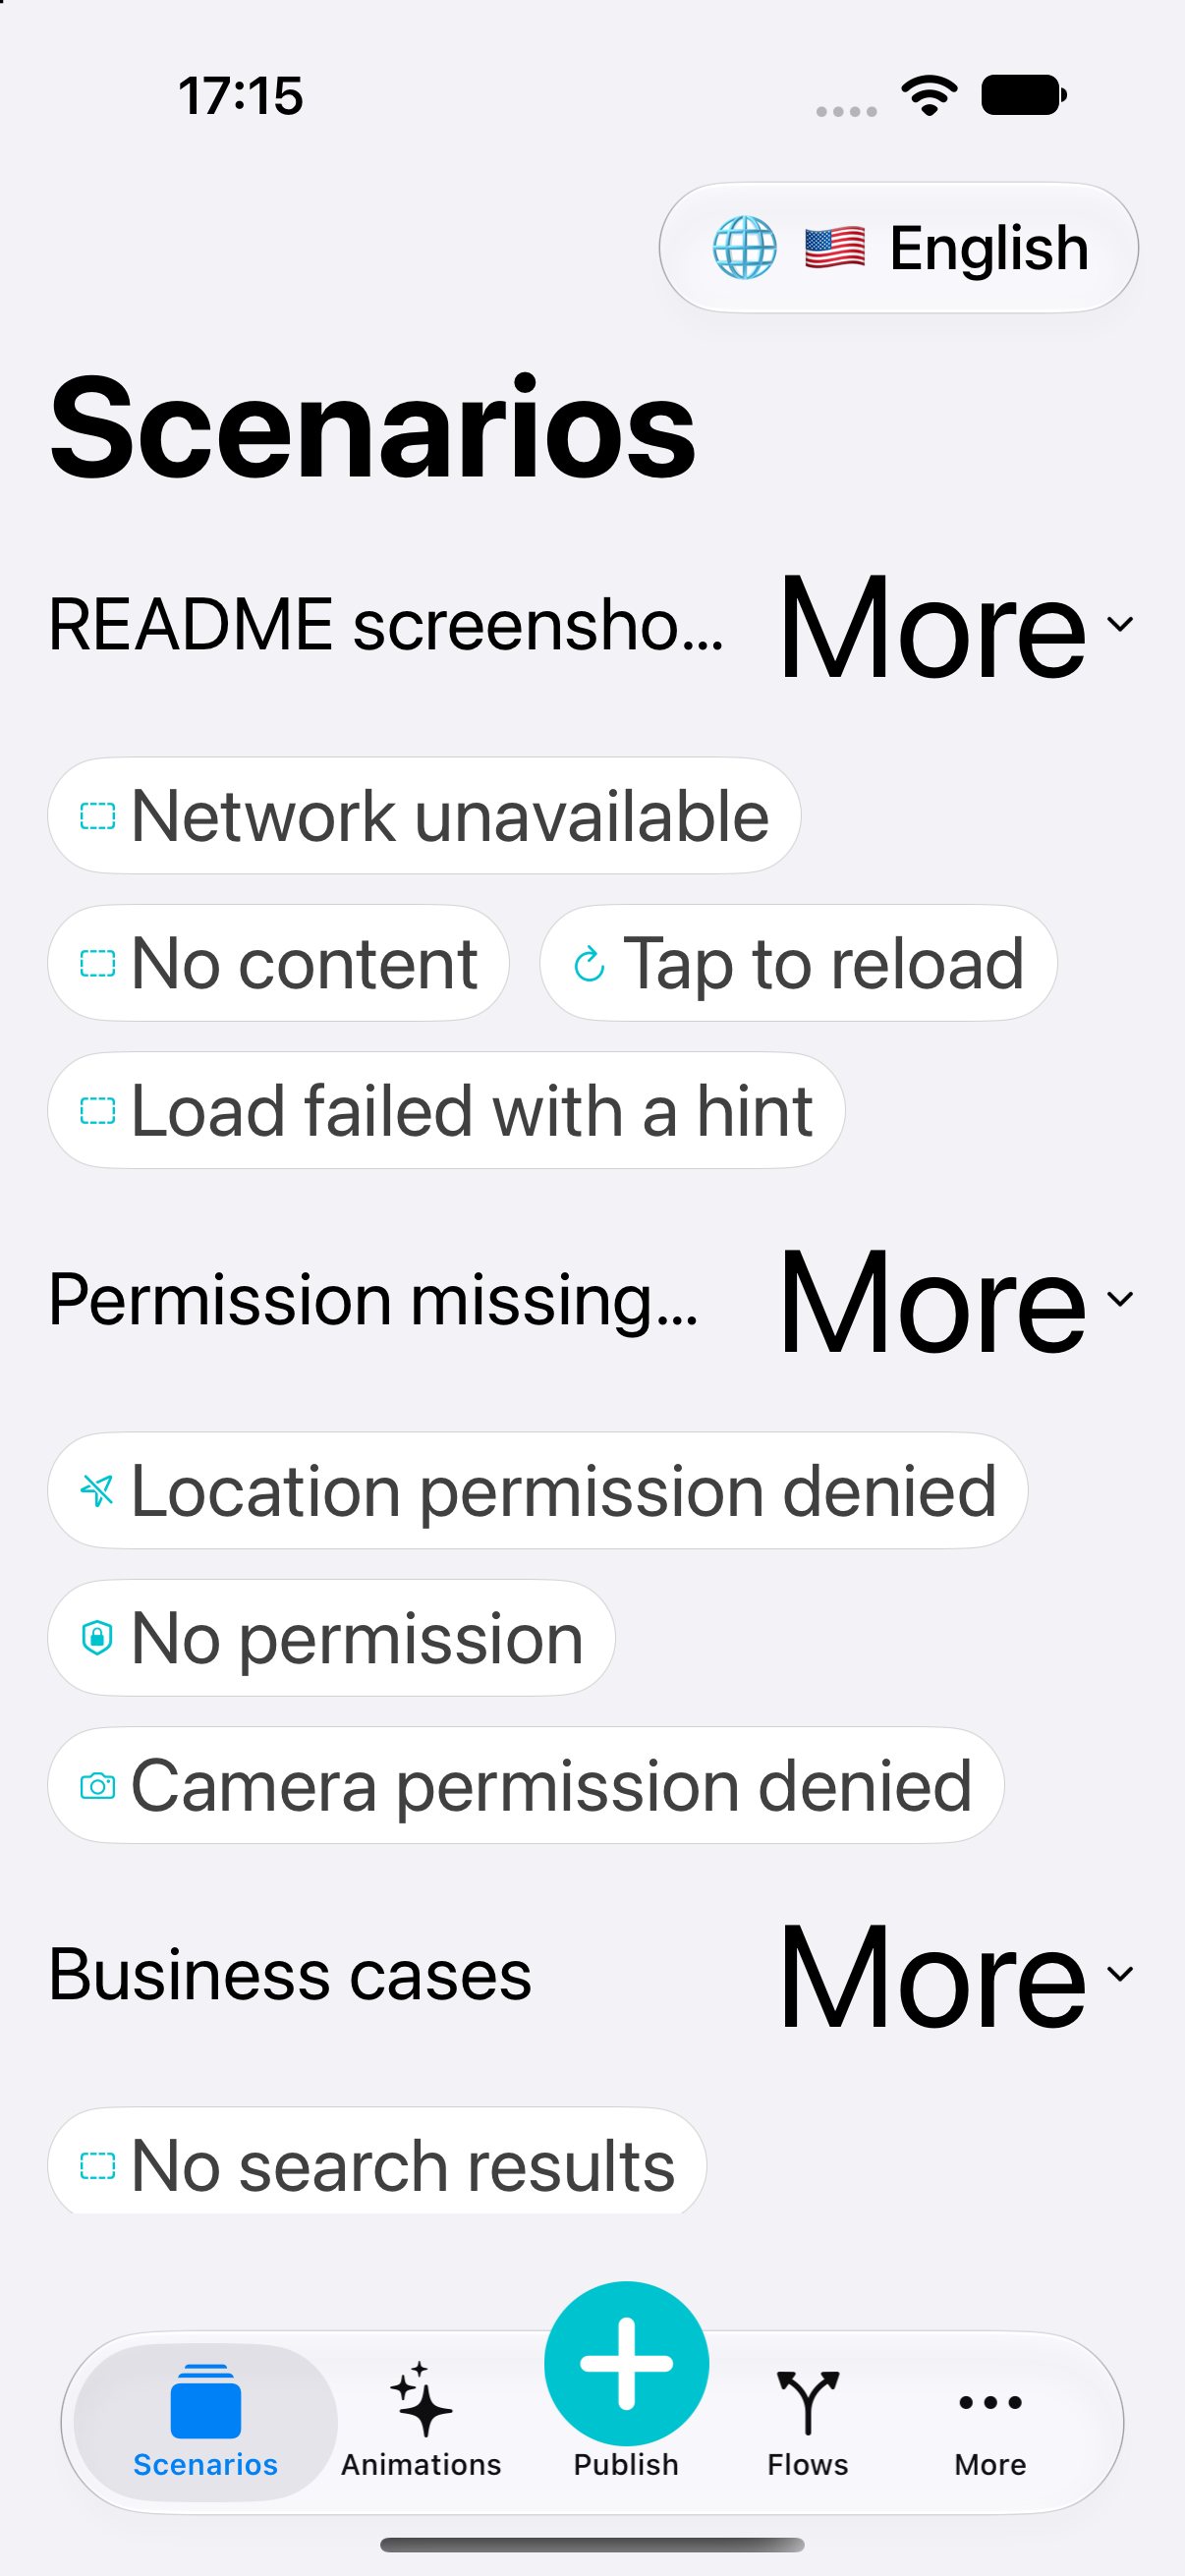 17:15
English
Scenarios
README screensho...
More
Network unavailable
No content
Tap to reload
Load failed with a hint
Permission missing...
More
Location permission denied
No permission
Camera permission denied
Business cases
More
No search results
Scenarios
Animations
Publish
Flows
More